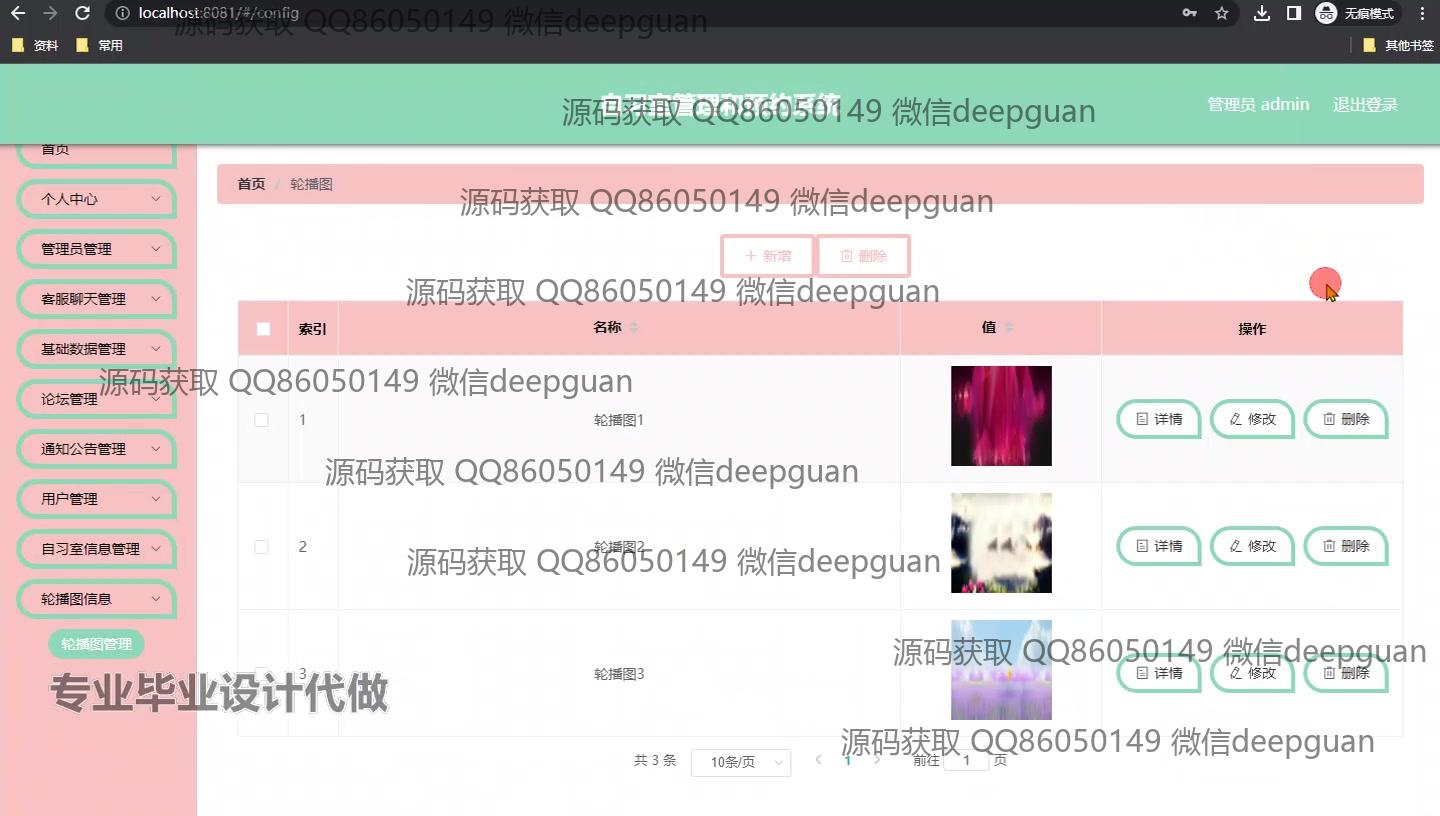 localhost:8081/#/config
无痕模式
资料
常用
其他书签
源码获取 QQ86050149 微信deepguan
自习室管理和预约系统
源码获取 QQ86050149 微信deepguan
管理员 admin
退出登录
首页
个人中心
管理员管理
客服聊天管理
基础数据管理
论坛管理
通知公告管理
用户管理
自习室信息管理
轮播图信息
轮播图管理
首页 / 轮播图
源码获取 QQ86050149 微信deepguan
新增
删除
源码获取 QQ86050149 微信deepguan
索引 名称 值 操作
源码获取 QQ86050149 微信deepguan
1 轮播图1 详情 修改 删除
源码获取 QQ86050149 微信deepguan
2 轮播图2 详情 修改 删除
源码获取 QQ86050149 微信deepguan
源码获取 QQ86050149 微信deepguan
3 轮播图3 详情 修改 删除
专业毕业设计代做
源码获取 QQ86050149 微信deepguan
共 3 条 10条/页 1 前往 1 页